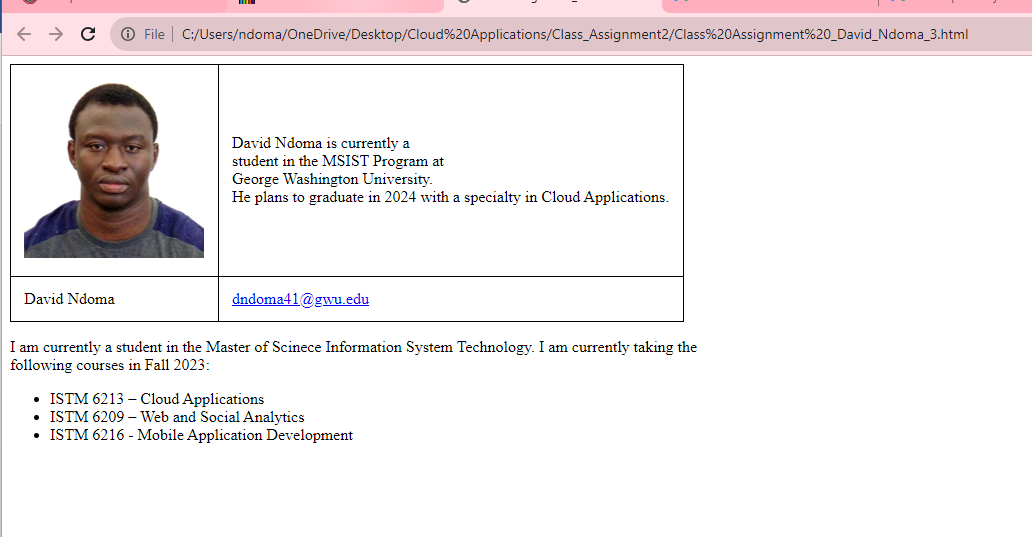 File
C:/Users/ndoma/OneDrive/Desktop/Cloud%20Applications/Class_Assignment2/Class%20Assignment%20_David_Ndoma_3.html
David Ndoma is currently a
student in the MSIST Program at
George Washington University.
He plans to graduate in 2024 with a specialty in Cloud Applications.
David Ndoma
dndoma41@gwu.edu
I am currently a student in the Master of Scinece Information System Technology. I am currently taking the
following courses in Fall 2023:
• ISTM 6213 – Cloud Applications
• ISTM 6209 – Web and Social Analytics
• ISTM 6216 - Mobile Application Development